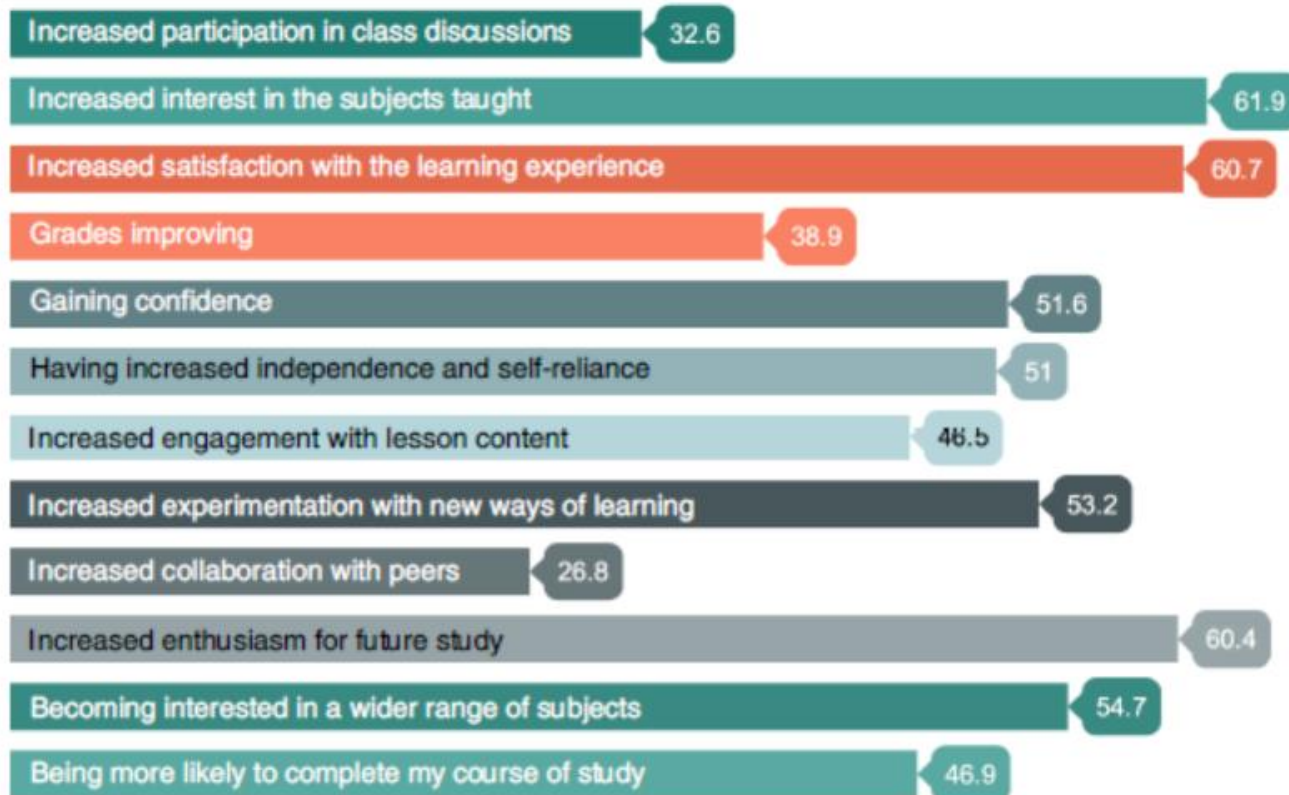 Increased participation in class discussions 32.6
Increased interest in the subjects taught 61.9
Increased satisfaction with the learning experience 60.7
Grades improving 38.9
Gaining confidence 51.6
Having increased independence and self-reliance 51
Increased engagement with lesson content 46.5
Increased experimentation with new ways of learning 53.2
Increased collaboration with peers 26.8
Increased enthusiasm for future study 60.4
Becoming interested in a wider range of subjects 54.7
Being more likely to complete my course of study 46.9